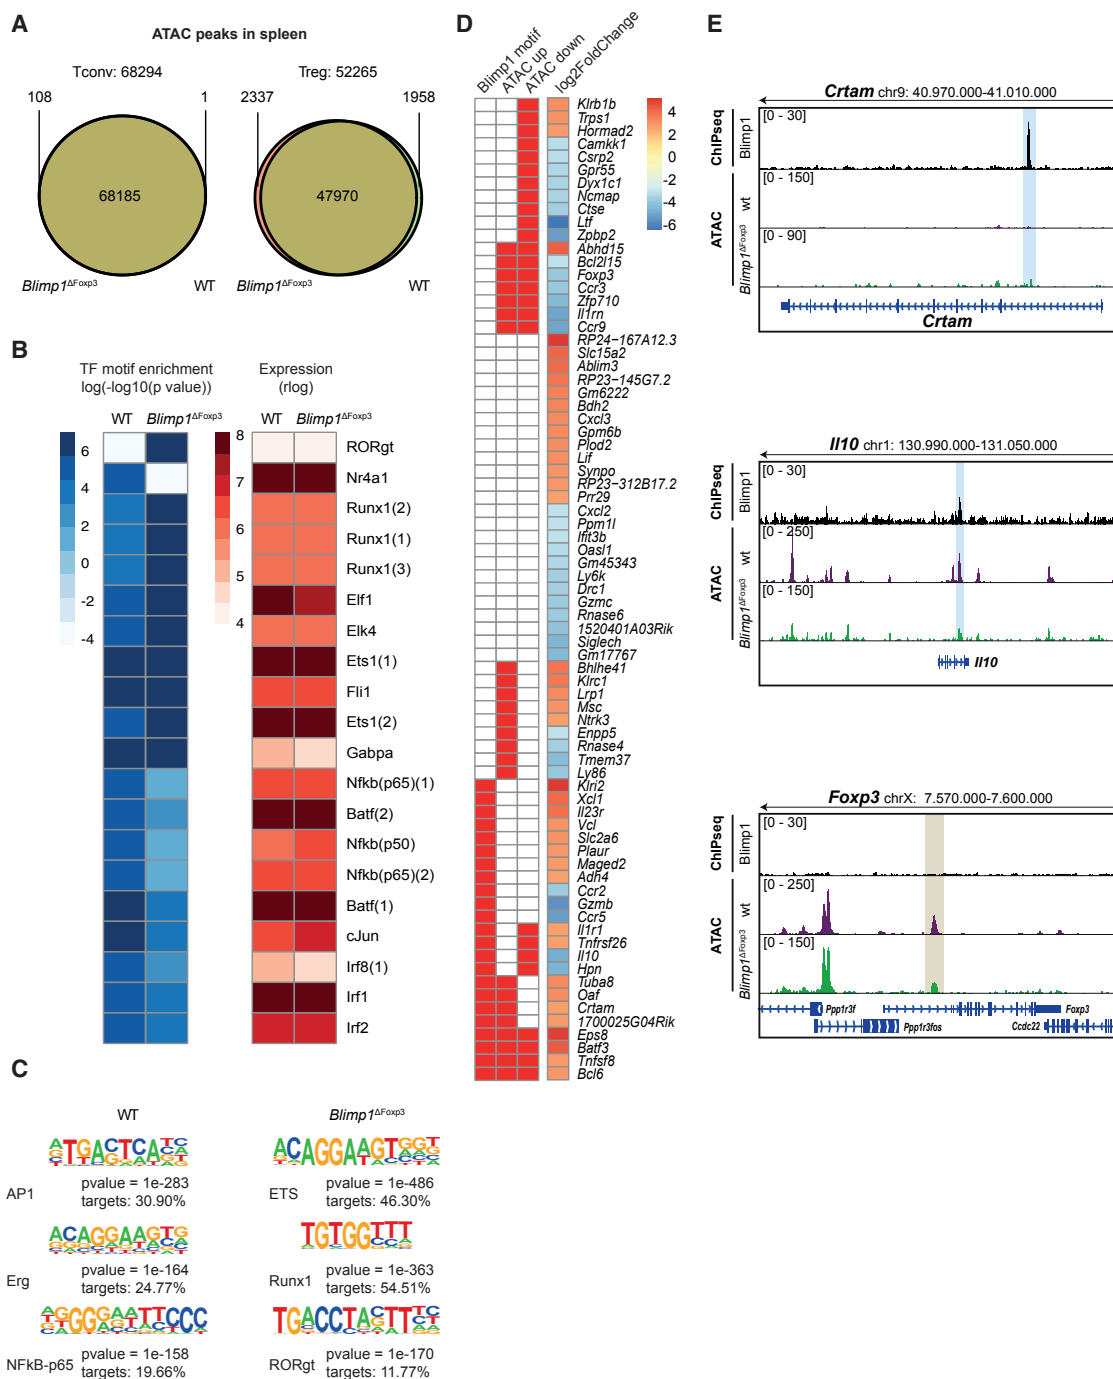 A
ATAC peaks in spleen
Tconv: 68294
Treg: 52265
108
1
2337
1958
68185
47970
Blimp1ΔFoxp3
WT
Blimp1ΔFoxp3
WT
B
TF motif enrichment
log(-log10(p value))
Expression
(rlog)
WT
Blimp1ΔFoxp3
WT
Blimp1ΔFoxp3
6
4
2
0
-2
-4
8
7
6
5
4
RORgt
Nr4a1
Runx1(2)
Runx1(1)
Runx1(3)
Elf1
Elk4
Ets1(1)
Fli1
Ets1(2)
Gabpa
Nfkb(p65)(1)
Batf(2)
Nfkb(p50)
Nfkb(p65)(2)
Batf(1)
cJun
Irf8(1)
Irf1
Irf2
C
WT
Blimp1ΔFoxp3
AP1
pvalue = 1e-283
targets: 30.90%
ETS
pvalue = 1e-486
targets: 46.30%
Erg
pvalue = 1e-164
targets: 24.77%
Runx1
pvalue = 1e-363
targets: 54.51%
NFkB-p65
pvalue = 1e-158
targets: 19.66%
RORgt
pvalue = 1e-170
targets: 11.77%
D
Blimp1 motif
ATAC up
ATAC down
log2FoldChange
4
2
0
-2
-4
-6
Klrb1b
Trps1
Hormad2
Camkk1
Csrp2
Gpr55
Dyx1c1
Ncmap
Ctse
Ltf
Zpbp2
Abhd15
Bcl2l15
Foxp3
Ccr3
Zfp710
Il1rn
Ccr9
RP24−167A12.3
Slc15a2
Ablim3
RP23−145G7.2
Gm6222
Bdh2
Cxcl3
Gpm6b
Plod2
Lif
Synpo
RP23−312B17.2
Prr29
Cxcl2
Ppm1l
Ifit3b
Oasl1
Gm45343
Ly6k
Drc1
Gzmc
Rnase6
1520401A03Rik
Siglech
Gm17767
Bhlhe41
Klrc1
Lrp1
Msc
Ntrk3
Enpp5
Rnase4
Tmem37
Ly86
Klri2
Xcl1
Il23r
Vcl
Slc2a6
Plaur
Maged2
Adh4
Ccr2
Gzmb
Ccr5
Il1r1
Tnfrsf26
Il10
Hpn
Tuba8
Oaf
Crtam
1700025G04Rik
Eps8
Batf3
Tnfsf8
Bcl6
E
Crtam chr9: 40.970.000-41.010.000
ChIPseq
Blimp1
[0 - 30]
ATAC
wt
[0 - 150]
Blimp1ΔFoxp3
[0 - 90]
Crtam
Il10 chr1: 130.990.000-131.050.000
ChIPseq
Blimp1
[0 - 30]
ATAC
wt
[0 - 250]
Blimp1ΔFoxp3
[0 - 150]
Il10
Foxp3 chrX: 7.570.000-7.600.000
ChIPseq
Blimp1
[0 - 30]
ATAC
wt
[0 - 250]
Blimp1ΔFoxp3
[0 - 150]
Ppp1r3f
Foxp3
Ppp1r3fos
Ccdc22